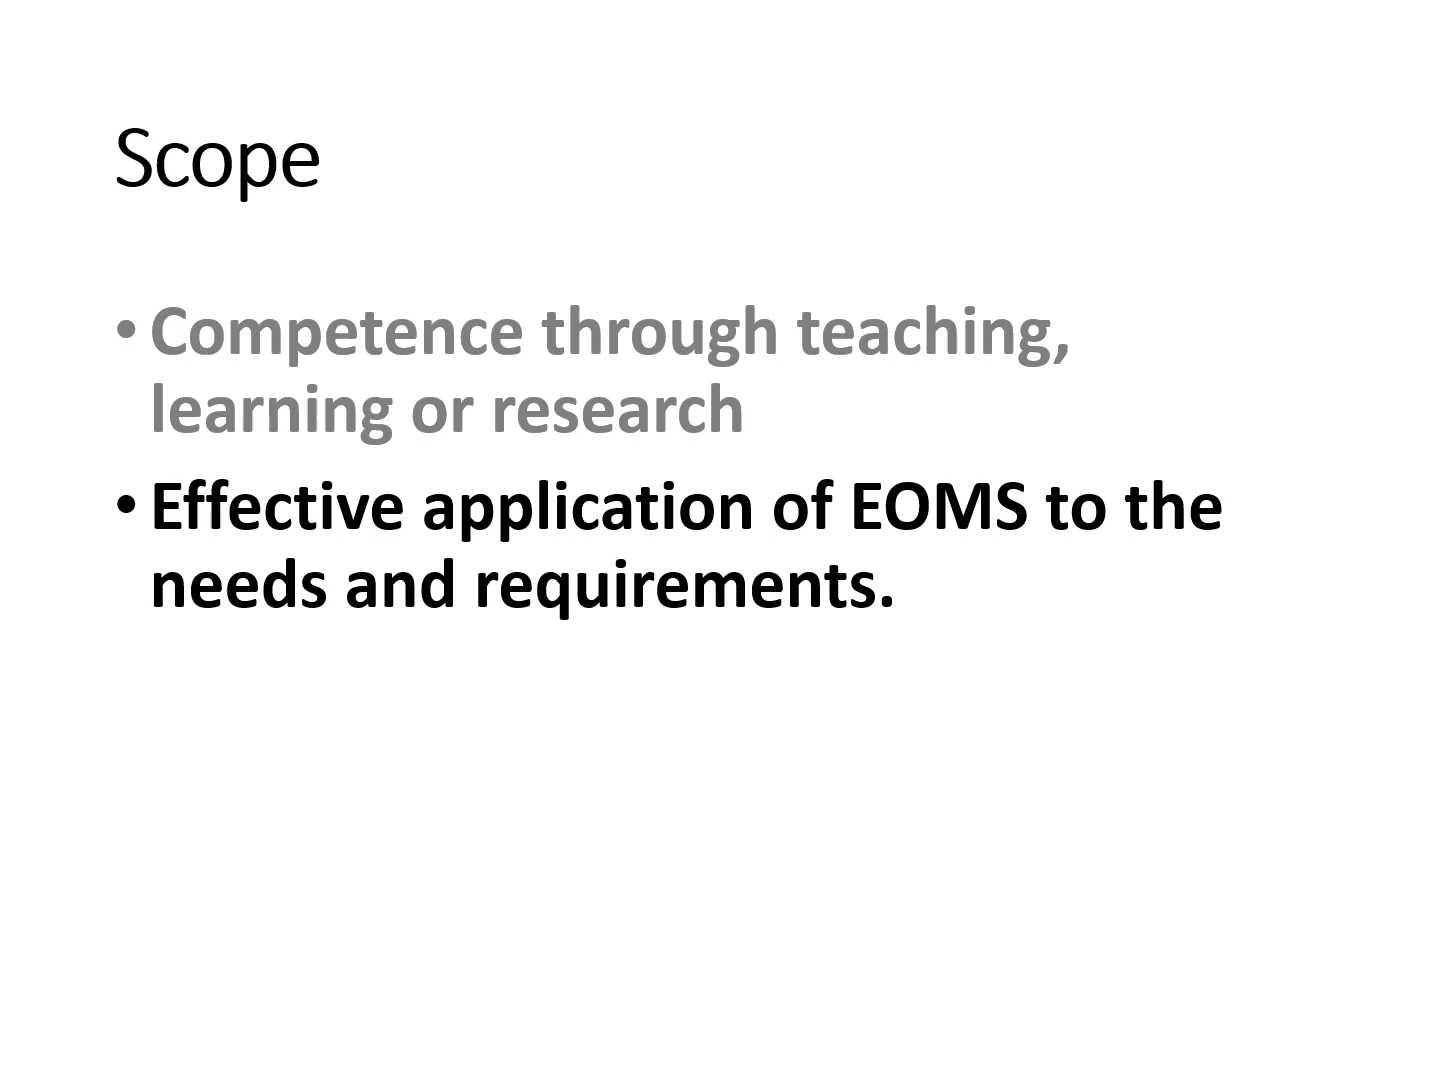 Scope
• Competence through teaching,
learning or research
• Effective application of EOMS to the
needs and requirements.